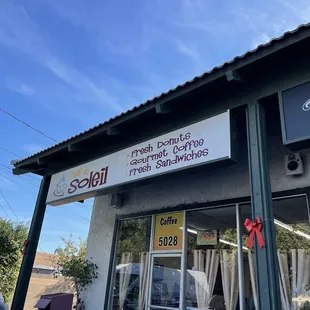 Soleil
Fresh Donuts
Gourmet Coffee
Fresh Sandwiches
Coffee
5028